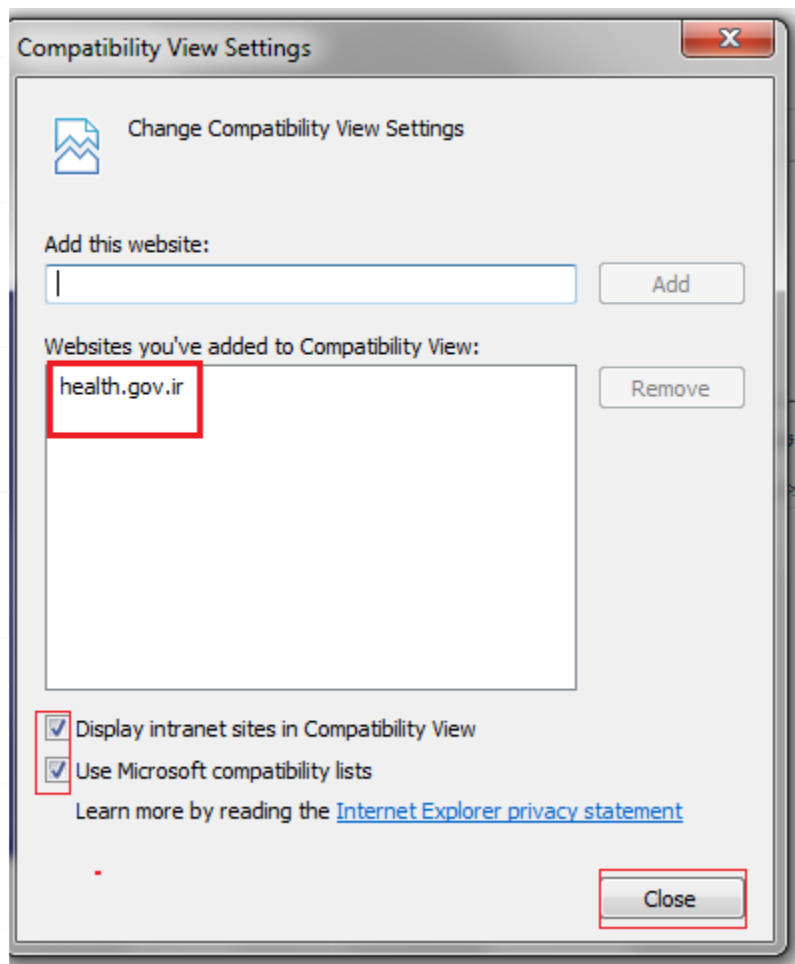 Compatibility View Settings
Change Compatibility View Settings
Add this website:
Add
Websites you've added to Compatibility View:
health.gov.ir
Remove
Display intranet sites in Compatibility View
Use Microsoft compatibility lists
Learn more by reading the Internet Explorer privacy statement
Close